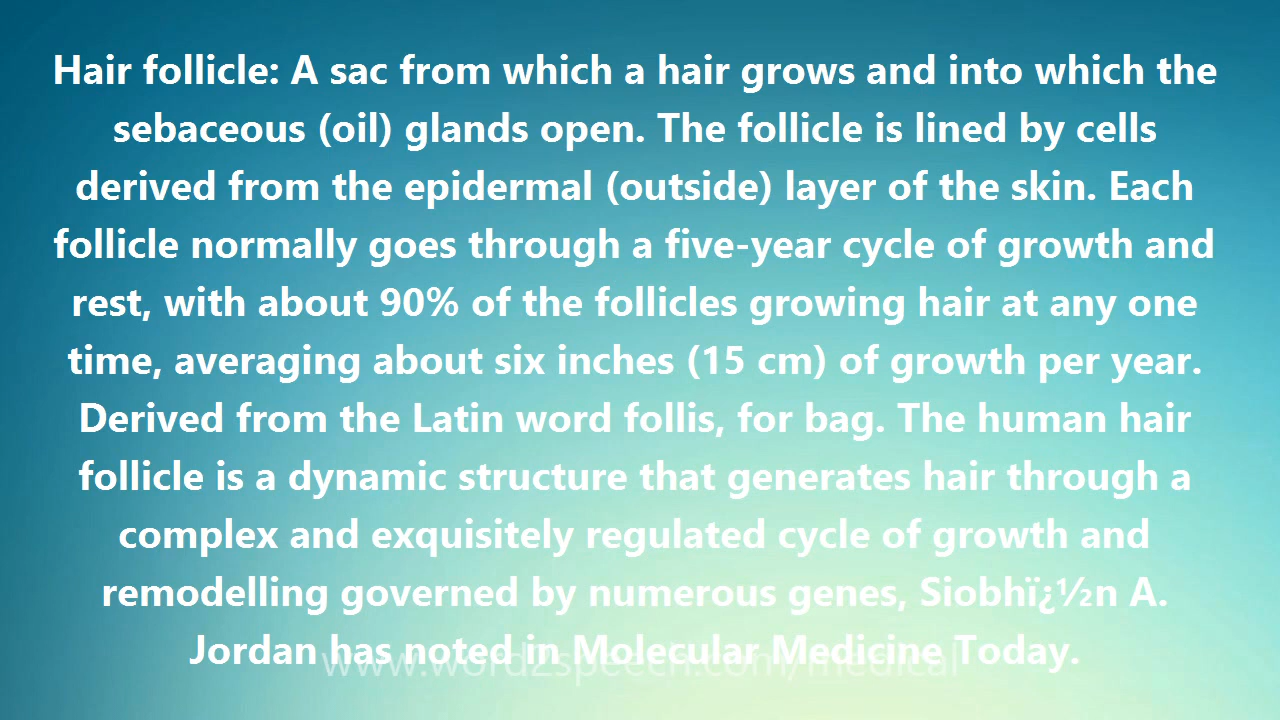 Hair follicle: A sac from which a hair grows and into which the
sebaceous (oil) glands open. The follicle is lined by cells
derived from the epidermal (outside) layer of the skin. Each
follicle normally goes through a five-year cycle of growth and
rest, with about 90% of the follicles growing hair at any one
time, averaging about six inches (15 cm) of growth per year.
Derived from the Latin word follis, for bag. The human hair
follicle is a dynamic structure that generates hair through a
complex and exquisitely regulated cycle of growth and
remodelling governed by numerous genes, Siobhï¿½n A.
Jordan has noted in Molecular Medicine Today.
www.word2speech.com/medical